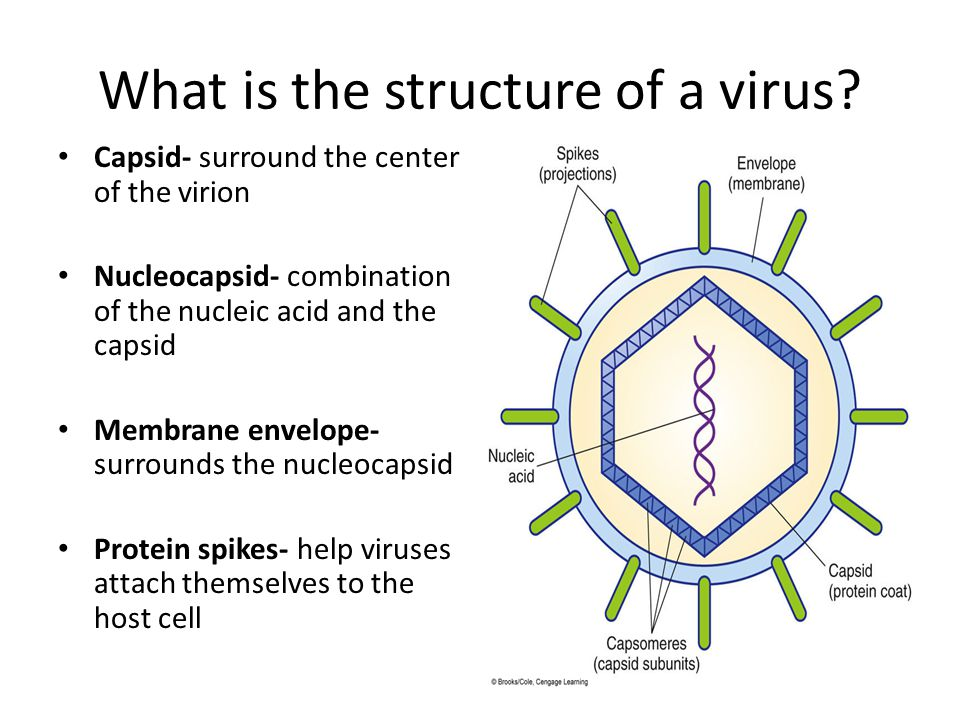 What is the structure of a virus?
• Capsid- surround the center
of the virion
• Nucleocapsid- combination
of the nucleic acid and the
capsid
• Membrane envelope-
surrounds the nucleocapsid
• Protein spikes- help viruses
attach themselves to the
host cell
Spikes
(projections)
Envelope
(membrane)
Nucleic
acid
Capsid
(protein coat)
Capsomeres
(capsid subunits)
© Brooks/Cole, Cengage Learning